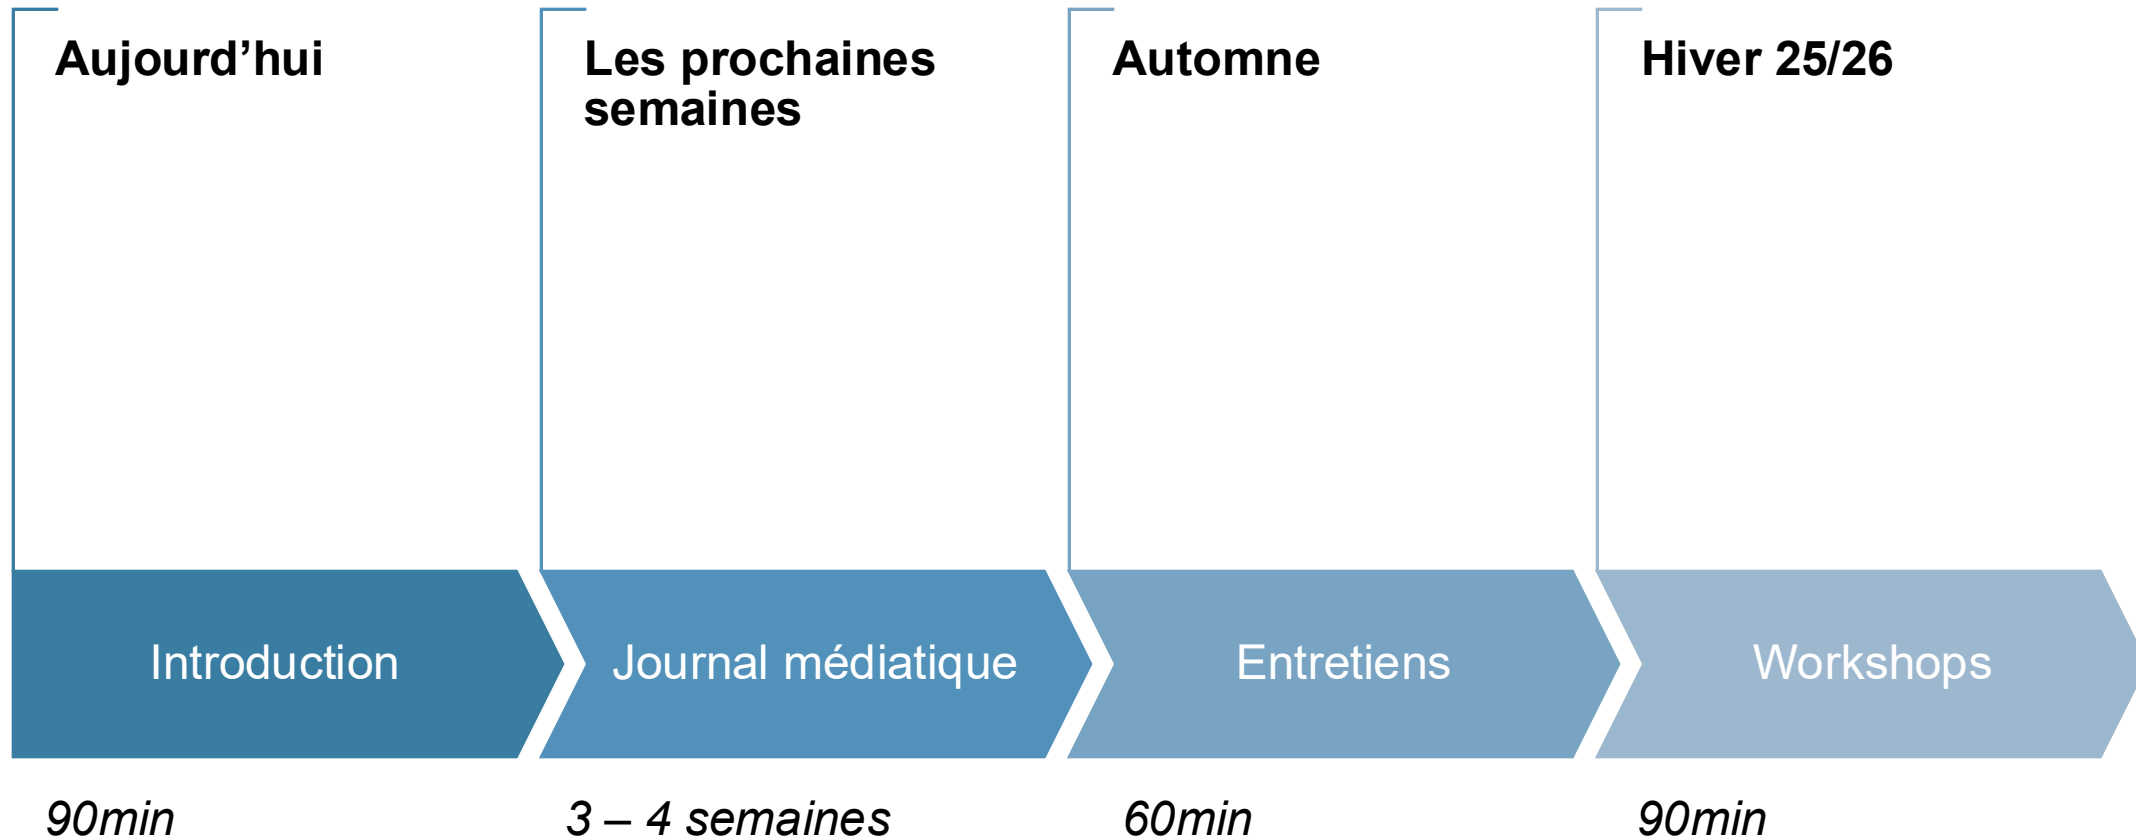 Aujourd’hui
Les prochaines
semaines
Automne
Hiver 25/26
Introduction
Journal médiatique
Entretiens
Workshops
90min
3 – 4 semaines
60min
90min